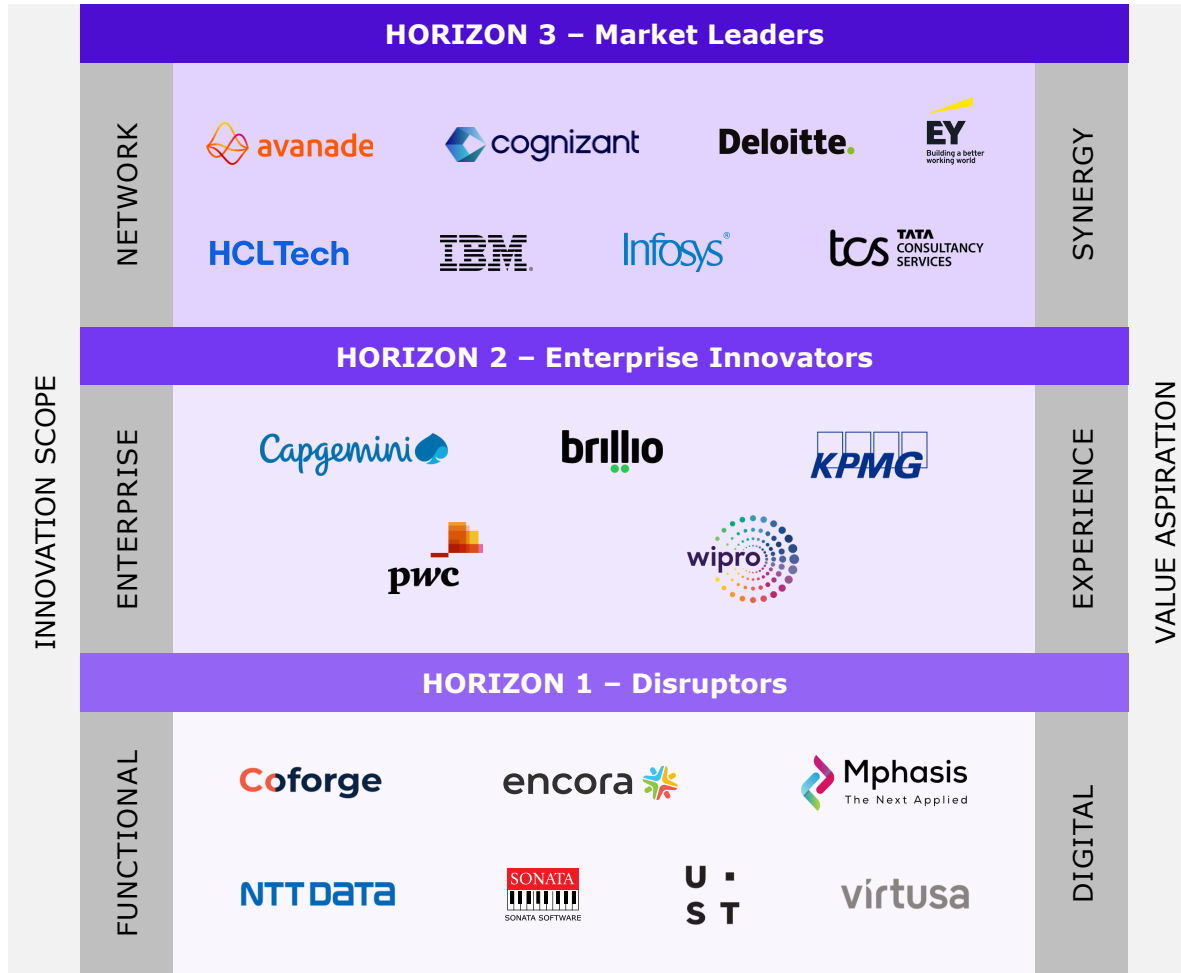 HORIZON 3 – Market Leaders
INNOVATION SCOPE
NETWORK
avanade
cognizant
Deloitte.
EY
Building a better
working world
HCLTech
IBM®
Infosys®
tcs TATA
CONSULTANCY
SERVICES
SYNERGY
VALUE ASPIRATION
HORIZON 2 – Enterprise Innovators
ENTERPRISE
Capgemini
brillio
KPMG
pwc
wipro
EXPERIENCE
HORIZON 1 – Disruptors
FUNCTIONAL
Coforge
encora
Mphasis
The Next Applied
NTT DATA
SONATA
SONATA SOFTWARE
U ·
S T
virtusa
DIGITAL